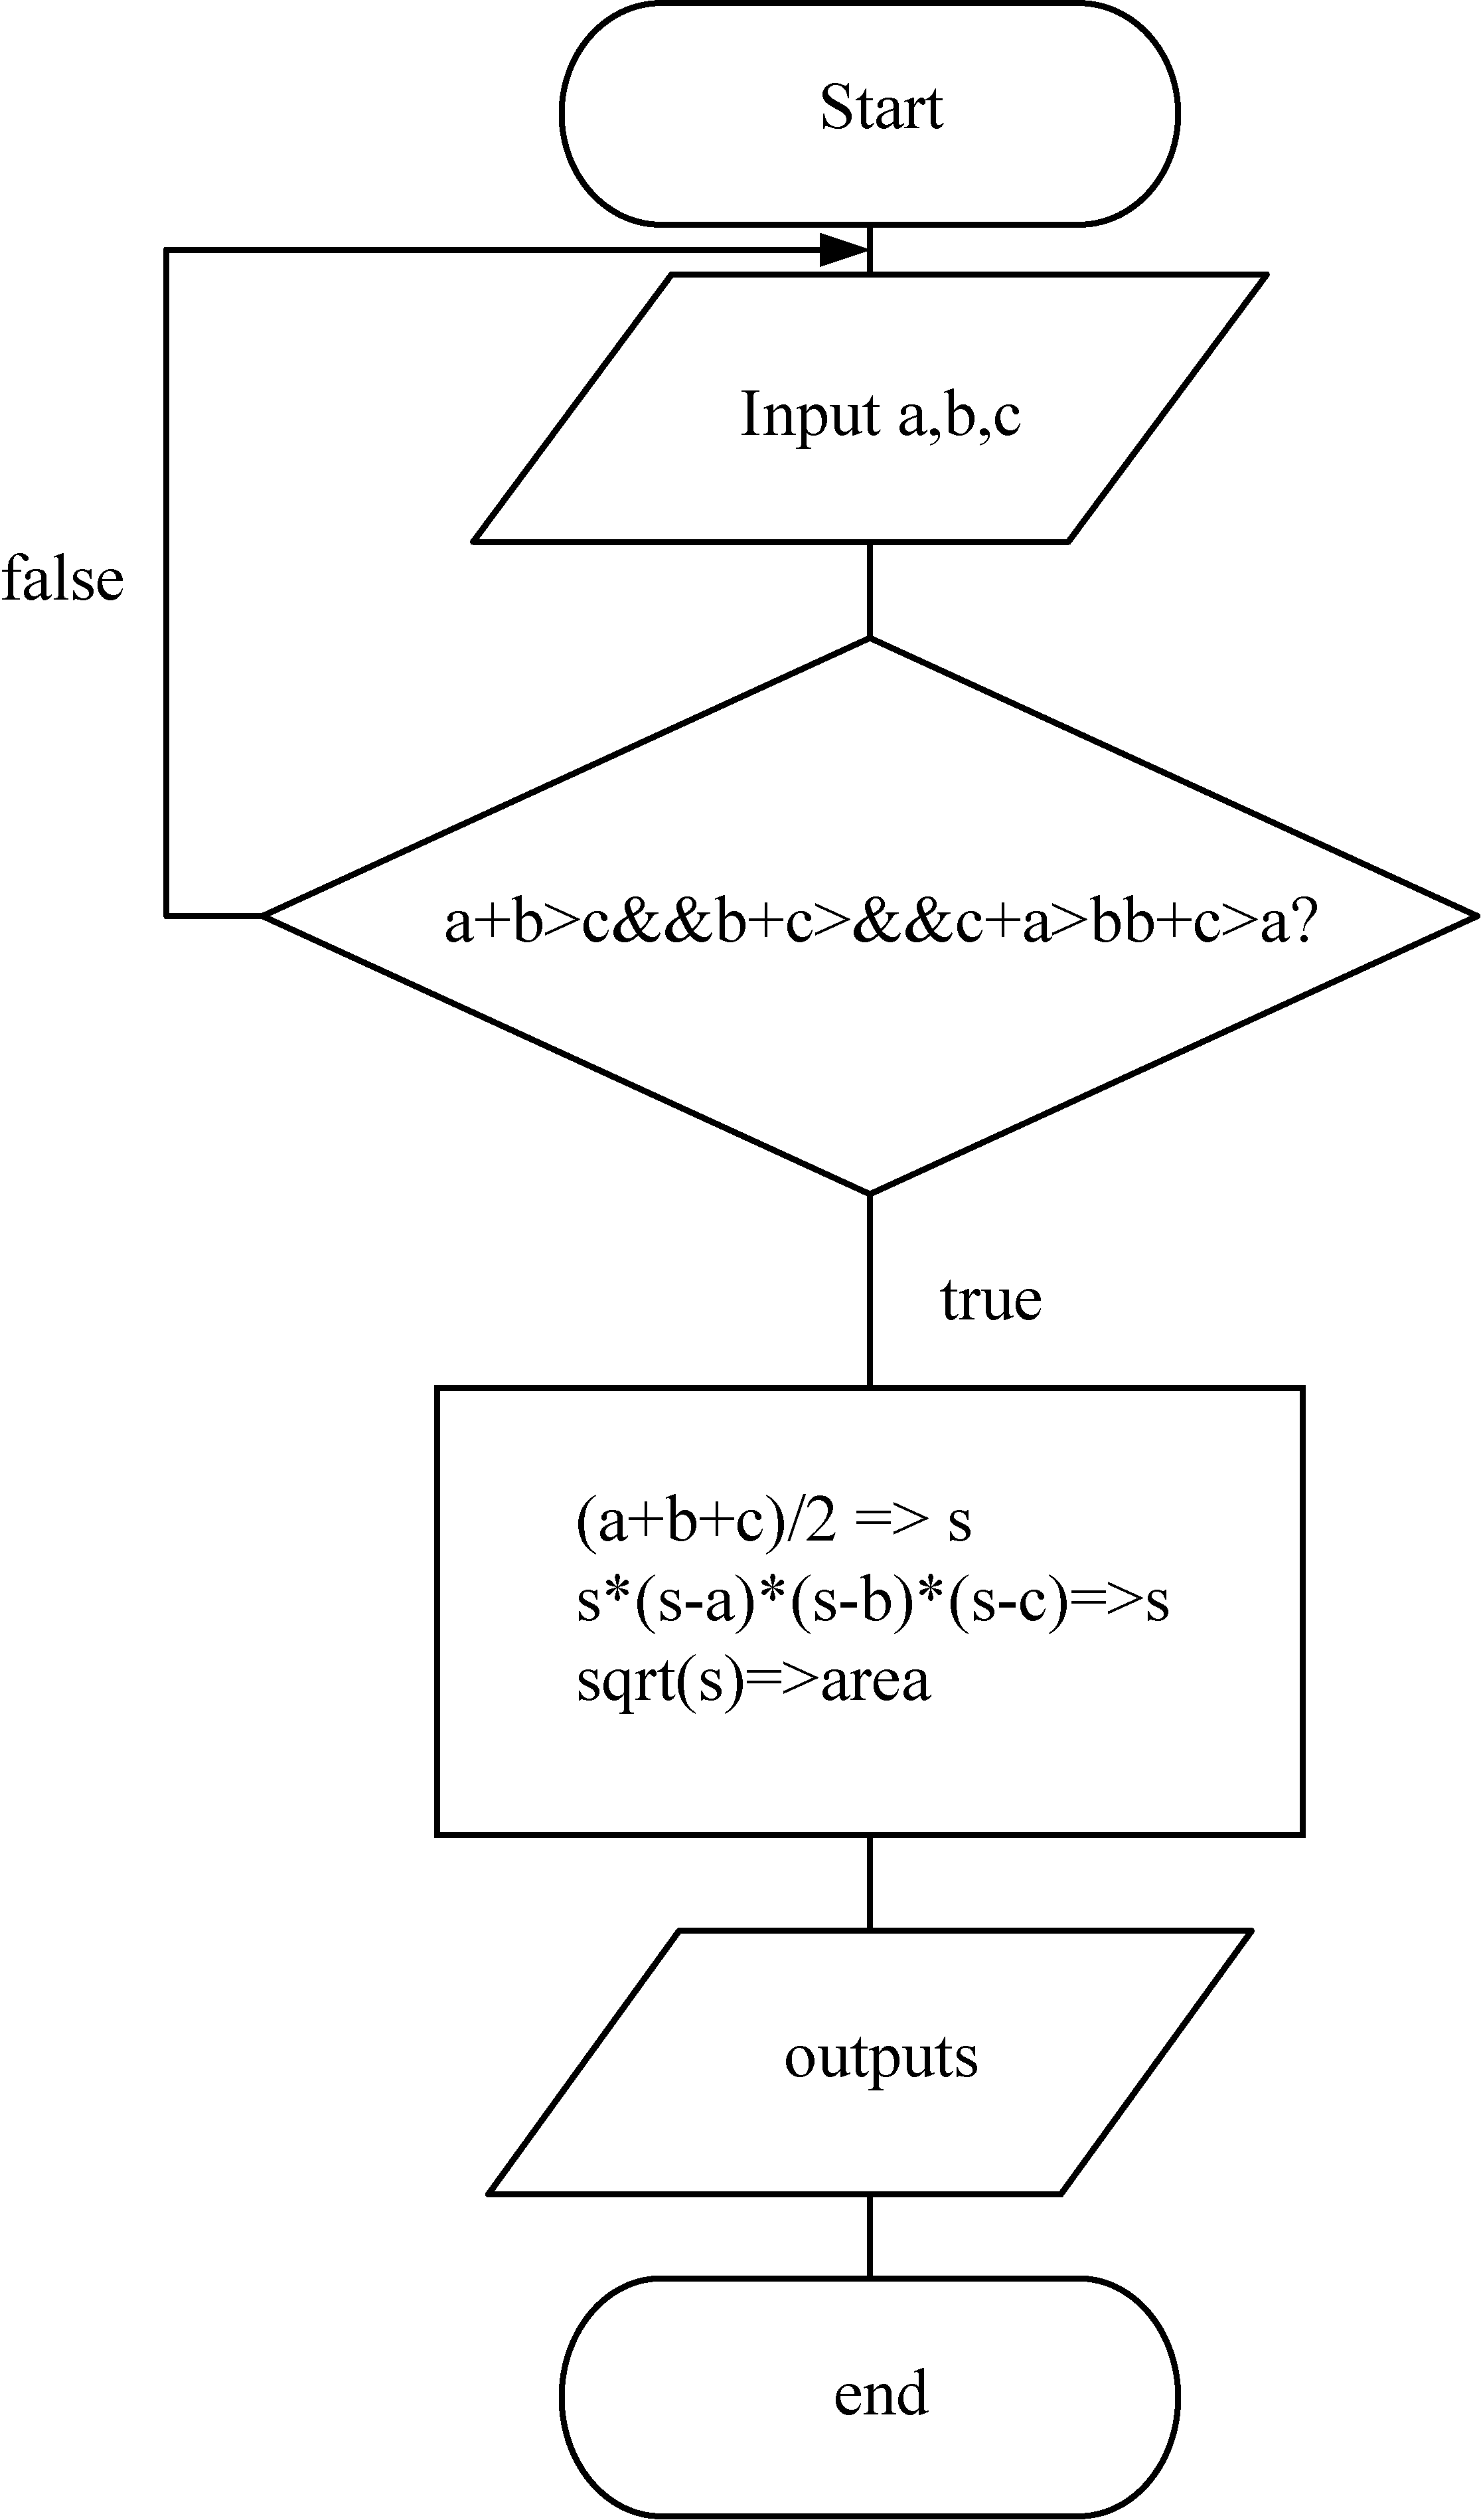 Start
Input a,b,c
false
a+b>c&&b+c>&&c+a>bb+c>a?
true
(a+b+c)/2 => s
s*(s-a)*(s-b)*(s-c)=>s
sqrt(s)=>area
outputs
end